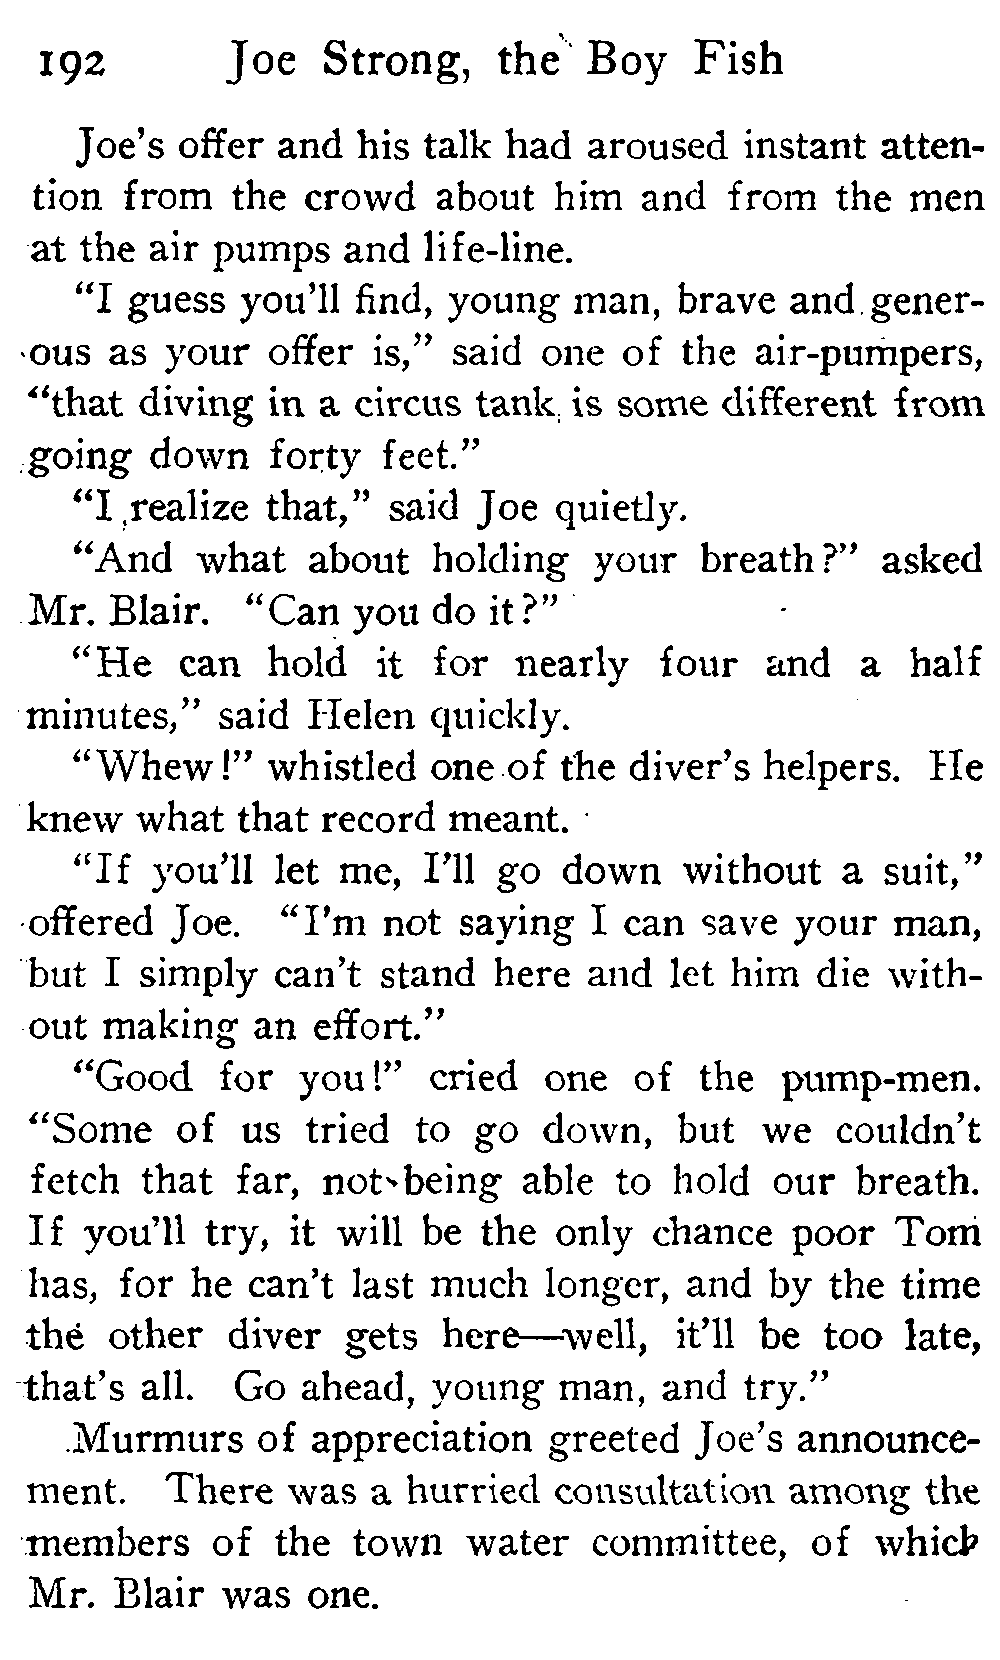 192 Joe Strong, the Boy Fish
Joe's offer and his talk had aroused instant atten-
tion from the crowd about him and from the men
at the air pumps and life-line.
"I guess you'll find, young man, brave and gener-
ous as your offer is," said one of the air-pumpers,
"that diving in a circus tank is some different from
going down forty feet."
"I realize that," said Joe quietly.
"And what about holding your breath?" asked
Mr. Blair. "Can you do it?"
"He can hold it for nearly four and a half
minutes," said Helen quickly.
"Whew!" whistled one of the diver's helpers. He
knew what that record meant.
"If you'll let me, I'll go down without a suit,"
offered Joe. "I'm not saying I can save your man,
but I simply can't stand here and let him die with-
out making an effort."
"Good for you!" cried one of the pump-men.
"Some of us tried to go down, but we couldn't
fetch that far, not being able to hold our breath.
If you'll try, it will be the only chance poor Tom
has, for he can't last much longer, and by the time
the other diver gets here—well, it'll be too late,
that's all. Go ahead, young man, and try."
Murmurs of appreciation greeted Joe's announce-
ment. There was a hurried consultation among the
members of the town water committee, of which
Mr. Blair was one.